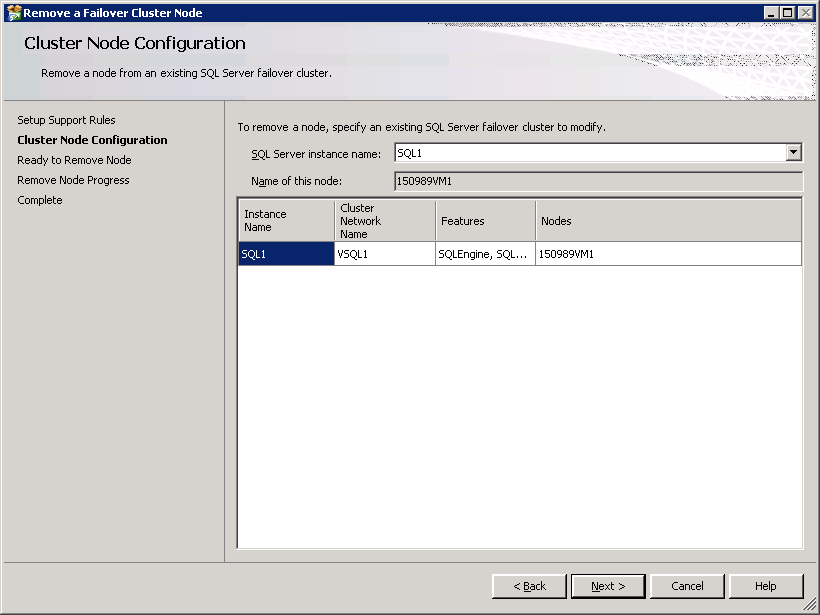 Remove a Failover Cluster Node
Cluster Node Configuration
Remove a node from an existing SQL Server failover cluster.
Setup Support Rules
Cluster Node Configuration
Ready to Remove Node
Remove Node Progress
Complete
To remove a node, specify an existing SQL Server failover cluster to modify.
SQL Server instance name: SQL1
Name of this node: 150989VM1
Instance Name Cluster Network Name Features Nodes
SQL1 VSQL1 SQLEngine, SQL... 150989VM1
< Back Next > Cancel Help